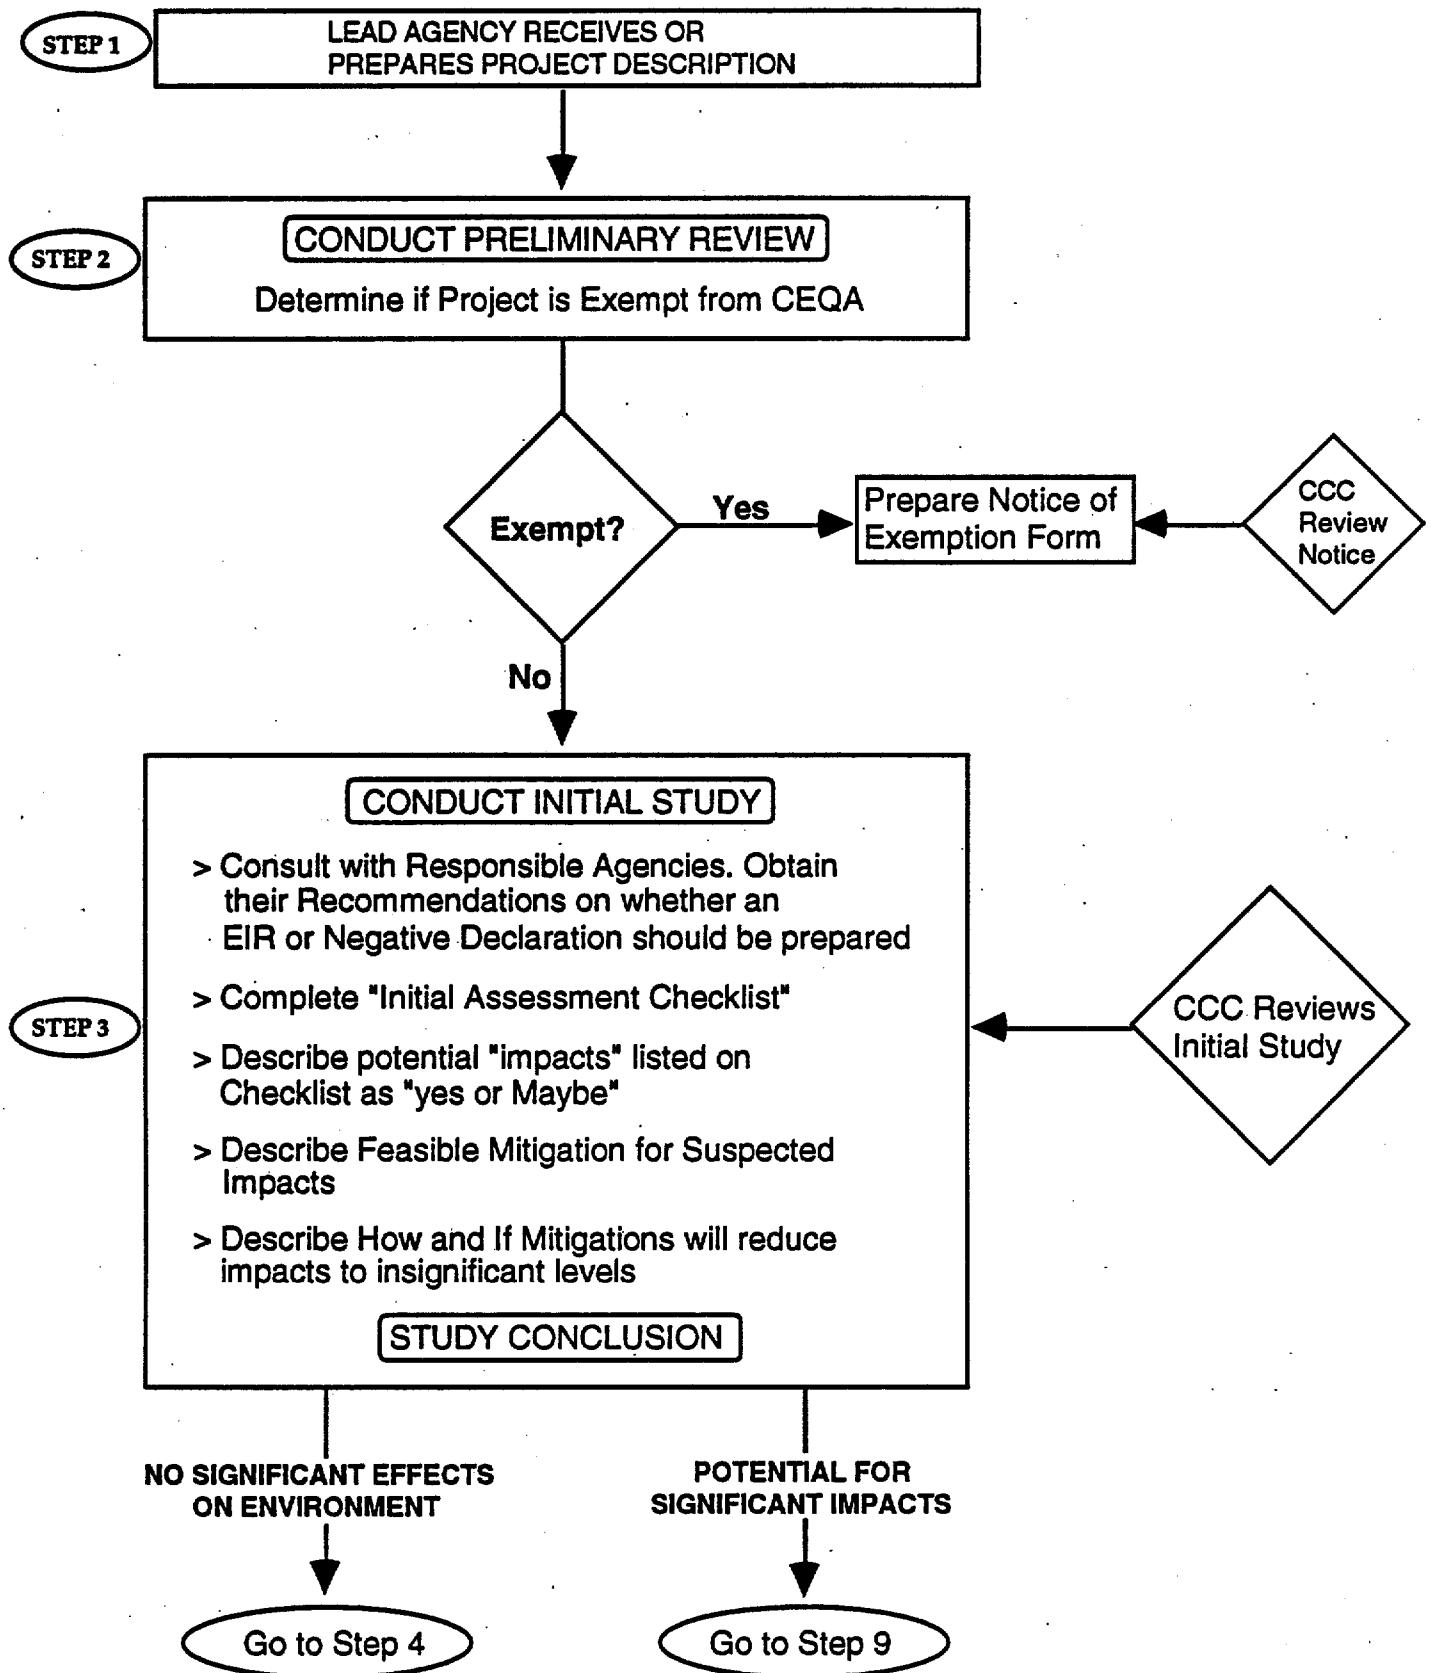 STEP 1
LEAD AGENCY RECEIVES OR
PREPARES PROJECT DESCRIPTION
STEP 2
CONDUCT PRELIMINARY REVIEW
Determine if Project is Exempt from CEQA
Exempt?
Yes
Prepare Notice of
Exemption Form
CCC
Review
Notice
No
STEP 3
CONDUCT INITIAL STUDY
> Consult with Responsible Agencies. Obtain
their Recommendations on whether an
EIR or Negative Declaration should be prepared
> Complete "Initial Assessment Checklist"
> Describe potential "impacts" listed on
Checklist as "yes or Maybe"
> Describe Feasible Mitigation for Suspected
Impacts
> Describe How and If Mitigations will reduce
impacts to insignificant levels
STUDY CONCLUSION
CCC Reviews
Initial Study
NO SIGNIFICANT EFFECTS
ON ENVIRONMENT
POTENTIAL FOR
SIGNIFICANT IMPACTS
Go to Step 4
Go to Step 9